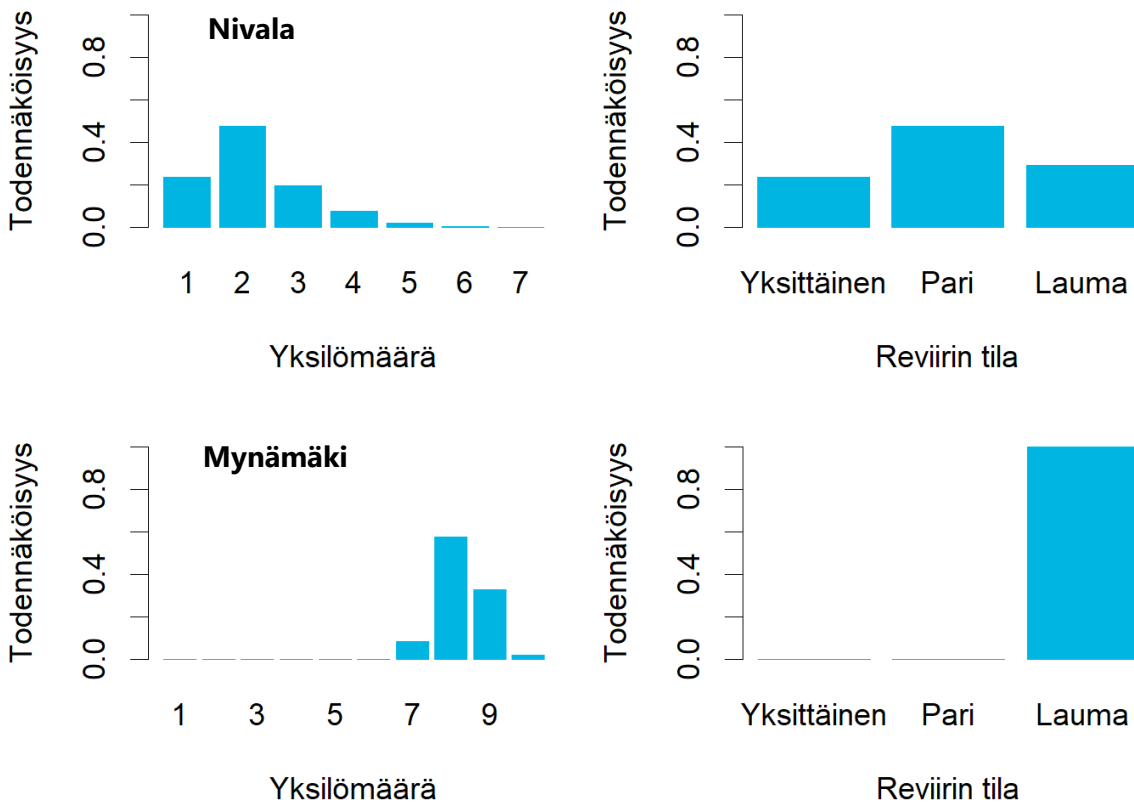 Nivala
Todennäköisyys
0.0 0.4 0.8
1 2 3 4 5 6 7
Yksilömäärä
Todennäköisyys
0.0 0.4 0.8
Yksittäinen Pari Lauma
Reviirin tila
Mynämäki
Todennäköisyys
0.0 0.4 0.8
1 3 5 7 9
Yksilömäärä
Todennäköisyys
0.0 0.4 0.8
Yksittäinen Pari Lauma
Reviirin tila